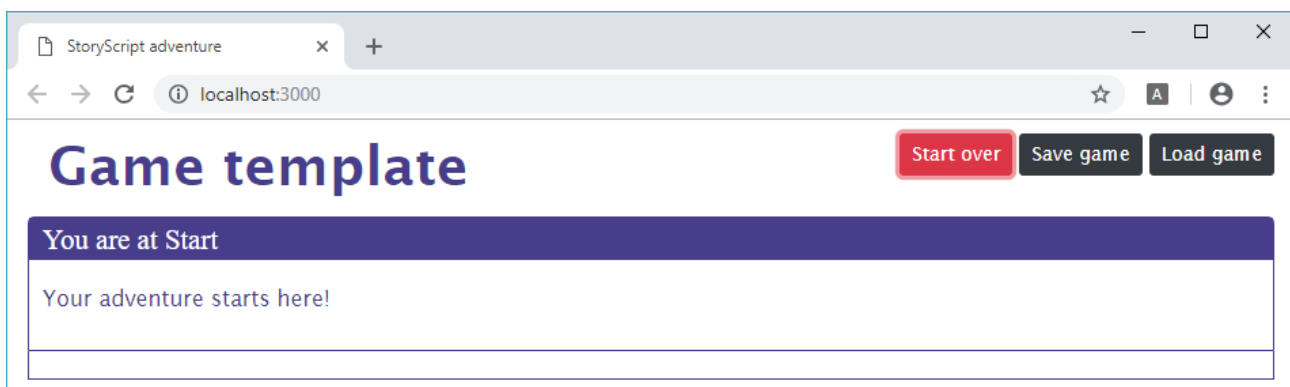 StoryScript adventure
localhost:3000
A
Game template
Start over
Save game
Load game
You are at Start
Your adventure starts here!